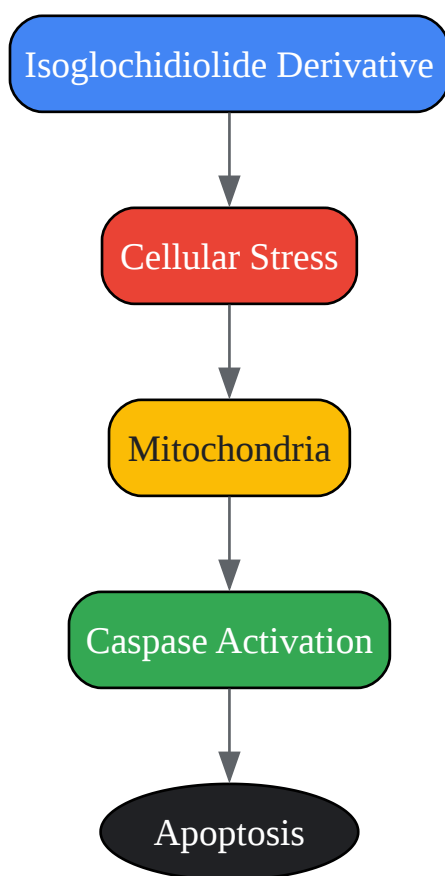 Isoglochidiolide Derivative
Cellular Stress
Mitochondria
Caspase Activation
Apoptosis